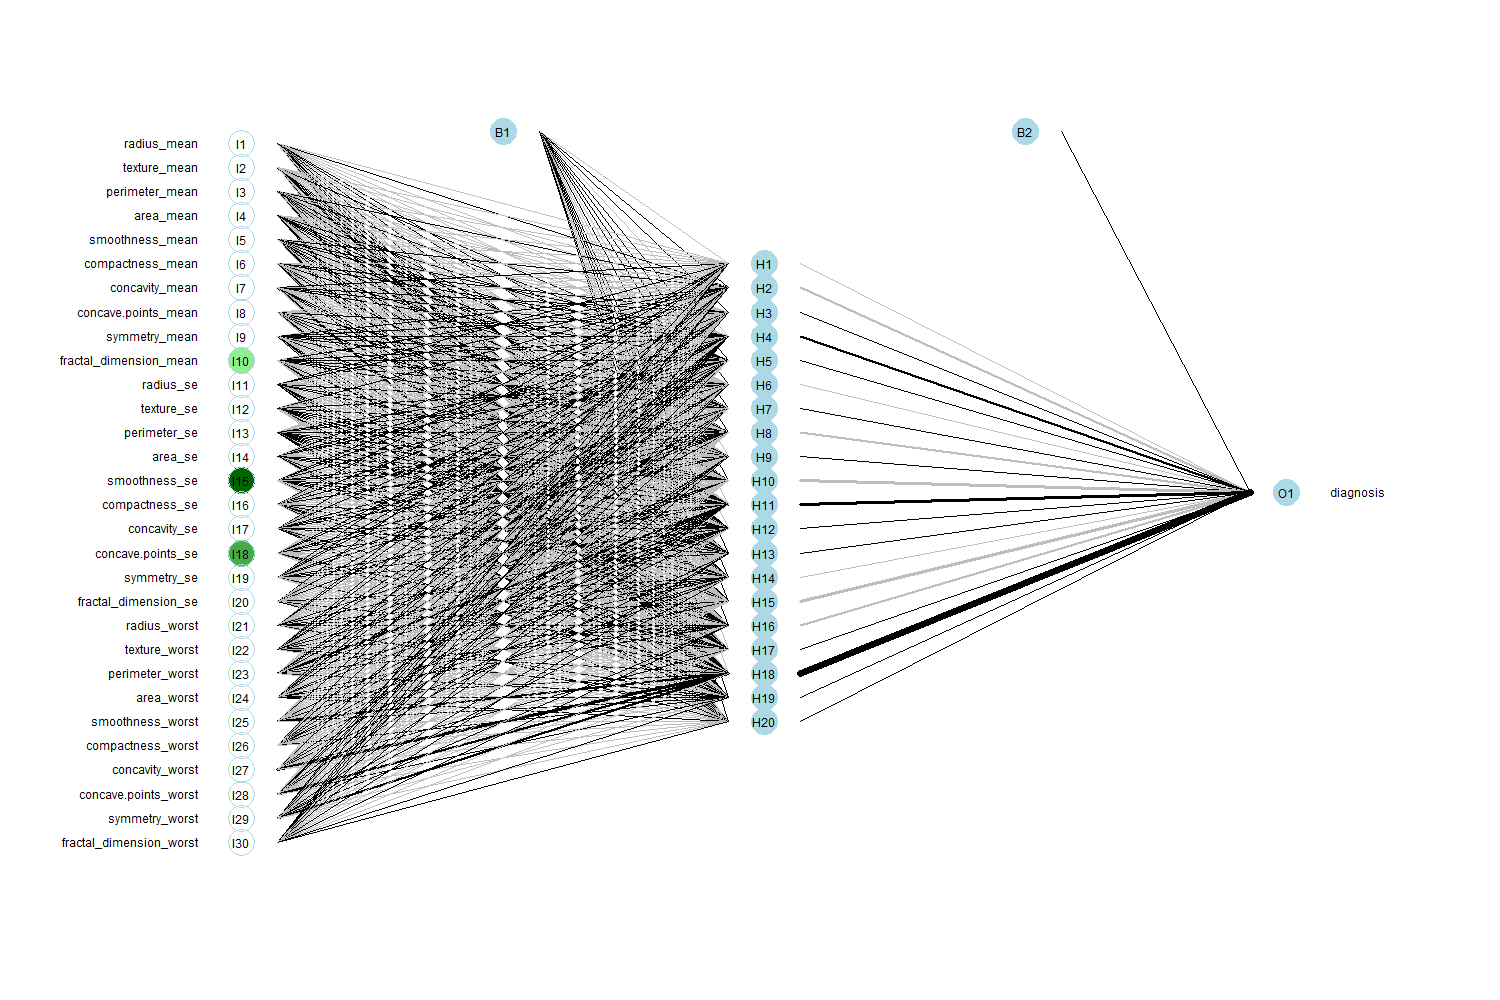 B1
B2
radius_mean I1
texture_mean I2
perimeter_mean I3
area_mean I4
smoothness_mean I5
compactness_mean I6
concavity_mean I7
concave.points_mean I8
symmetry_mean I9
fractal_dimension_mean I10
radius_se I11
texture_se I12
perimeter_se I13
area_se I14
smoothness_se I15
compactness_se I16
concavity_se I17
concave.points_se I18
symmetry_se I19
fractal_dimension_se I20
radius_worst I21
texture_worst I22
perimeter_worst I23
area_worst I24
smoothness_worst I25
compactness_worst I26
concavity_worst I27
concave.points_worst I28
symmetry_worst I29
fractal_dimension_worst I30
H1
H2
H3
H4
H5
H6
H7
H8
H9
H10
H11
H12
H13
H14
H15
H16
H17
H18
H19
H20
O1 diagnosis